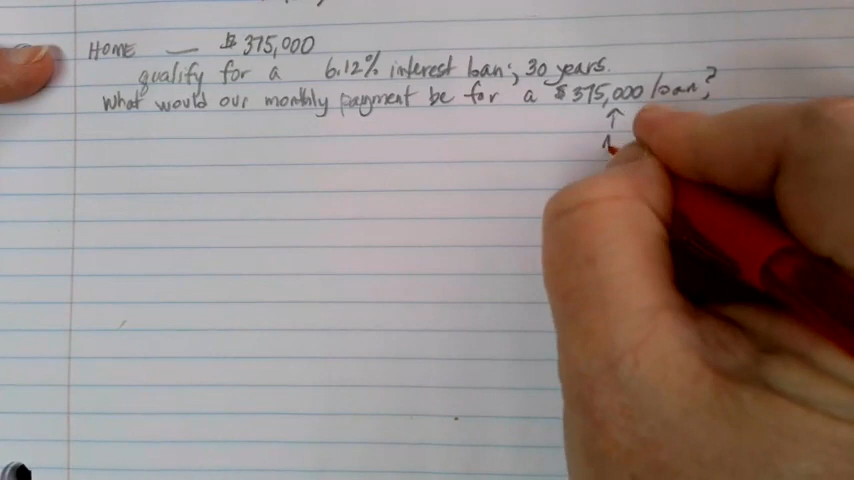 HOME — $375,000
qualify for a 6.12% interest loan; 30 years.
What would our monthly payment be for a $375,000 loan?